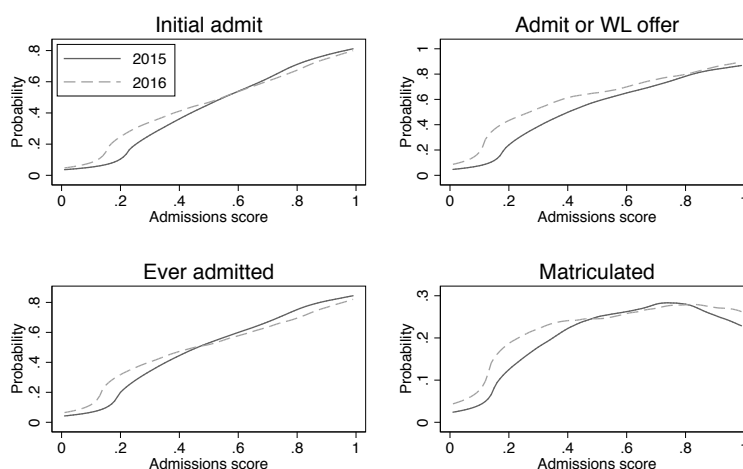 Initial admit
Probability
.8
.6
.4
.2
0
2015
2016
0 .2 .4 .6 .8 1
Admissions score
Admit or WL offer
Probability
1
.8
.6
.4
.2
0
0 .2 .4 .6 .8 1
Admissions score
Ever admitted
Probability
.8
.6
.4
.2
0
0 .2 .4 .6 .8 1
Admissions score
Matriculated
Probability
.3
.2
.1
0
0 .2 .4 .6 .8 1
Admissions score